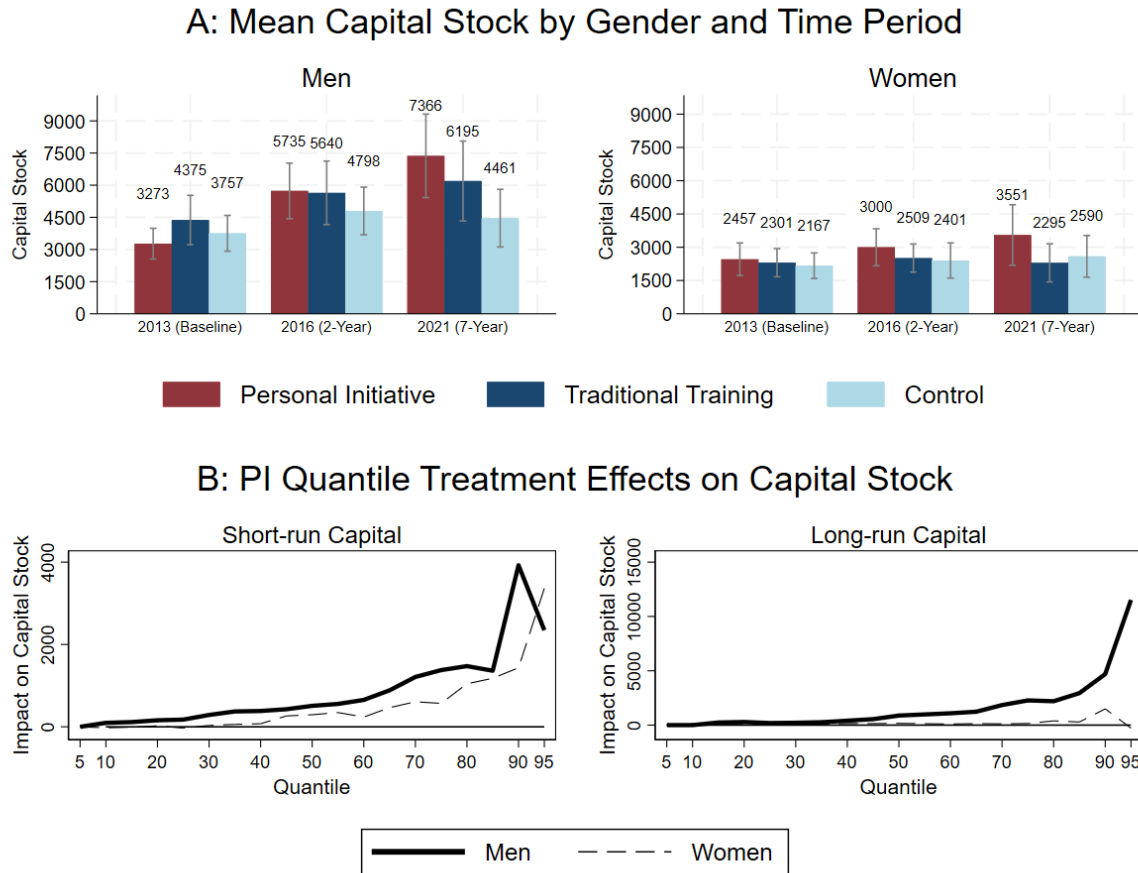 A: Mean Capital Stock by Gender and Time Period
Men
Capital Stock
9000
7500
6000
4500
3000
1500
0
3273
4375
3757
5735
5640
4798
7366
6195
4461
2013 (Baseline)
2016 (2-Year)
2021 (7-Year)
Women
Capital Stock
9000
7500
6000
4500
3000
1500
0
2457
2301
2167
3000
2509
2401
3551
2295
2590
2013 (Baseline)
2016 (2-Year)
2021 (7-Year)
Personal Initiative
Traditional Training
Control
B: PI Quantile Treatment Effects on Capital Stock
Short-run Capital
Impact on Capital Stock
4000
2000
0
5 10 20 30 40 50 60 70 80 90 95
Quantile
Long-run Capital
Impact on Capital Stock
15000
10000
5000
0
5 10 20 30 40 50 60 70 80 90 95
Quantile
Men
Women